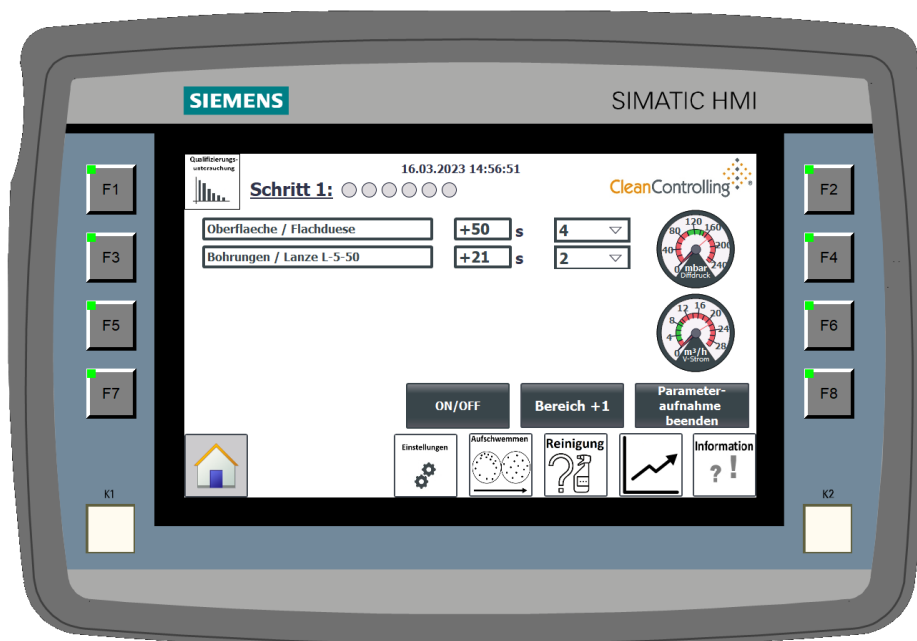 SIEMENS
SIMATIC HMI
F1
F2
F3
F4
F5
F6
F7
F8
K1
K2
Qualifizierungs-
untersuchung
16.03.2023 14:56:51
Schritt 1:
CleanControlling
Oberflaeche / Flachduese
+50 s
4
Bohrungen / Lanze L-5-50
+21 s
2
0 40 80 120 160 200 240
mbar
Diffdruck
0 4 8 12 16 20 24 28
m³/h
V-Strom
ON/OFF
Bereich +1
Parameter-
aufnahme
beenden
Einstellungen
Aufschwemmen
Reinigung
Information
? !